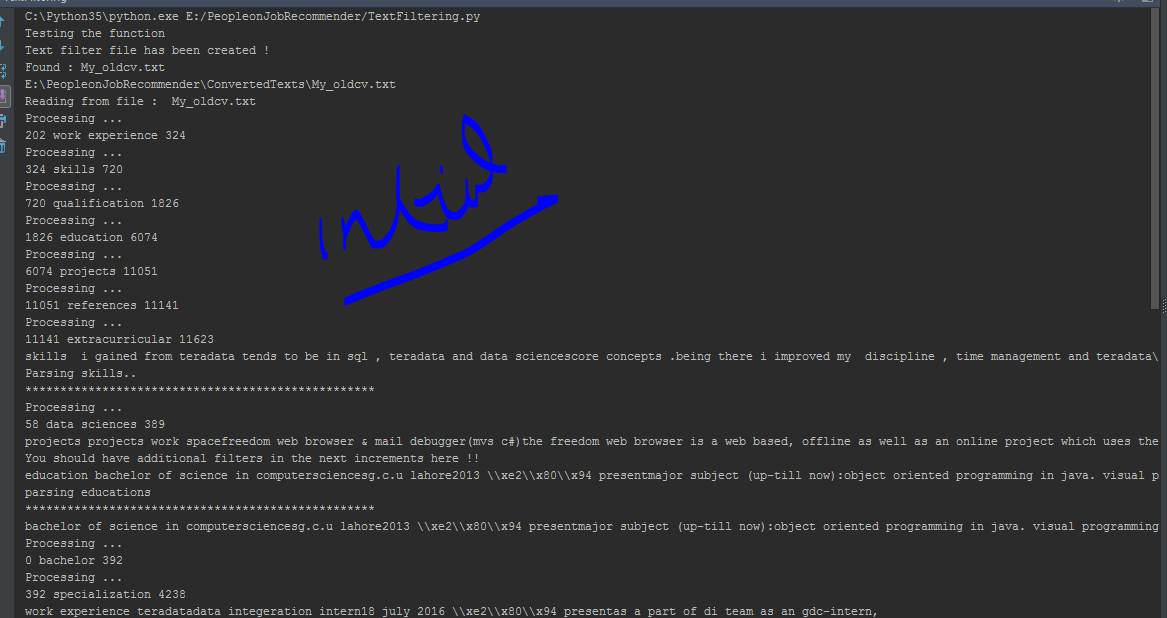 C:\Python35\python.exe E:/PeopleonJobRecommender/TextFiltering.py
Testing the function
Text filter file has been created !
Found : My_oldcv.txt
E:\PeopleonJobRecommender\ConvertedTexts\My_oldcv.txt
Reading from file :  My_oldcv.txt
Processing ...
202 work experience 324
Processing ...
324 skills 720
Processing ...
720 qualification 1826
Processing ...
1826 education 6074
Processing ...
6074 projects 11051
Processing ...
11051 references 11141
Processing ...
11141 extracurricular 11623
skills  i gained from teradata tends to be in sql , teradata and data sciencescore concepts .being there i improved my  discipline , time management and teradata\
Parsing skills..
**************************************************
Processing ...
58 data sciences 389
projects projects work spacefreedom web browser & mail debugger(mvs c#)the freedom web browser is a web based, offline as well as an online project which uses the
You should have additional filters in the next increments here !!
education bachelor of science in computersciencesg.c.u lahore2013 \\xe2\\x80\\x94 presentmajor subject (up-till now):object oriented programming in java. visual p
parsing educations
**************************************************
bachelor of science in computersciencesg.c.u lahore2013 \\xe2\\x80\\x94 presentmajor subject (up-till now):object oriented programming in java. visual programming
Processing ...
0 bachelor 392
Processing ...
392 specialization 4238
work experience teradatadata integeration intern18 july 2016 \\xe2\\x80\\x94 presentas a part of di team as an gdc-intern,